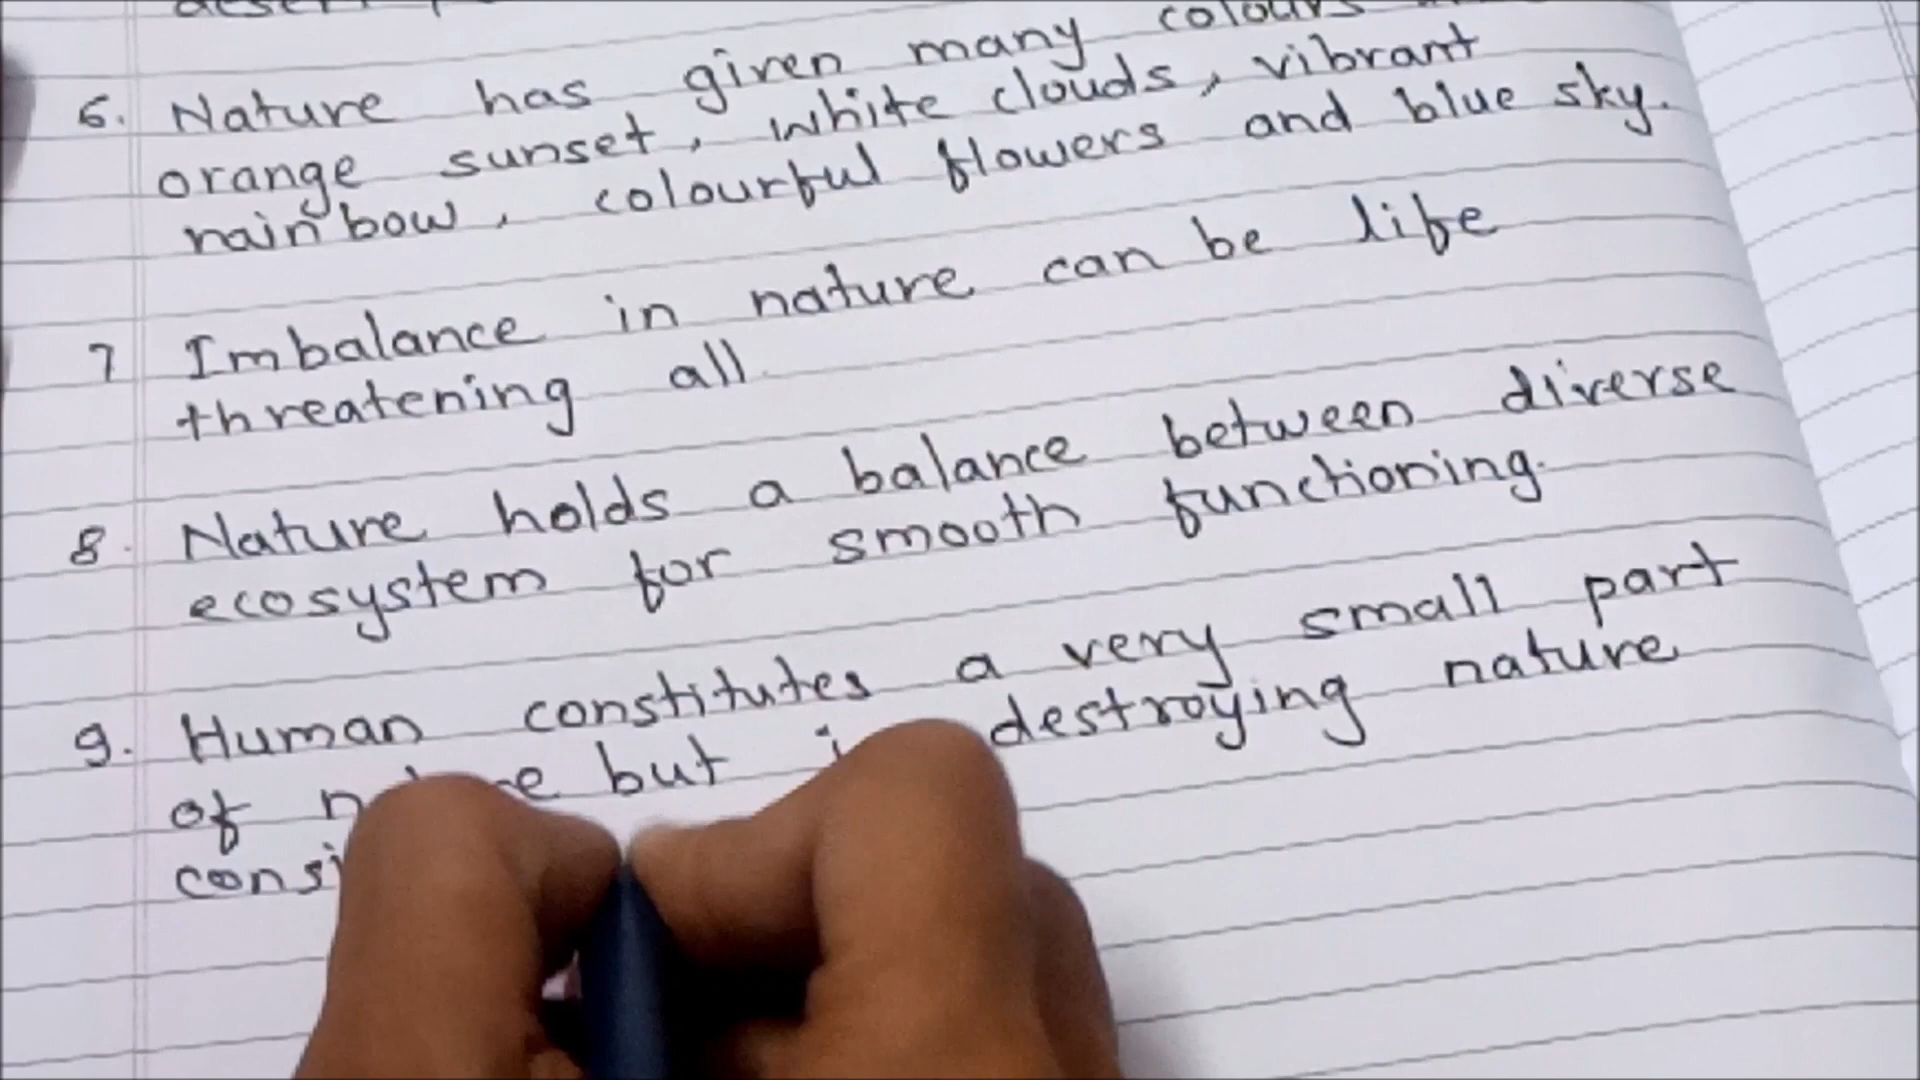 6. Nature has given many colours
orange sunset, white clouds, vibrant
rainbow, colourful flowers and blue sky.
7 Imbalance in nature can be life
threatening all.
8. Nature holds a balance between diverse
ecosystem for smooth functioning.
9. Human constitutes a very small part
of but destroying nature